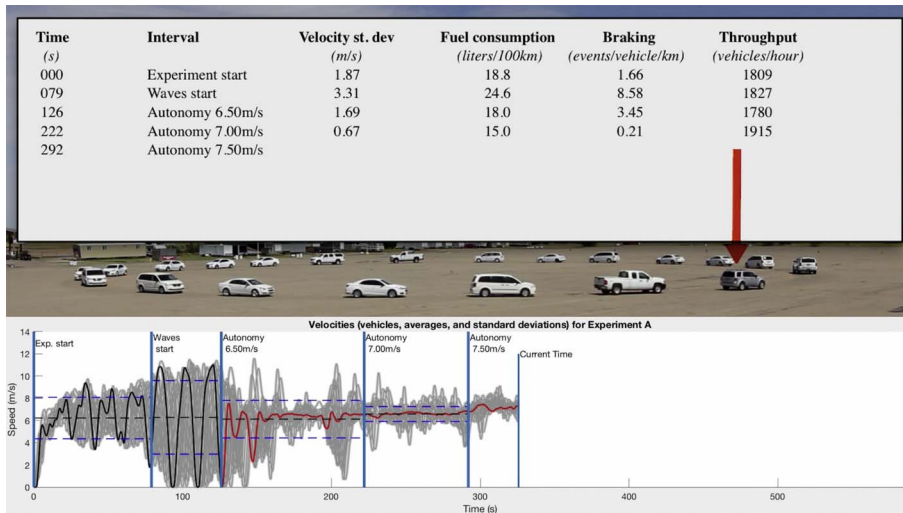 Time Interval Velocity st. dev Fuel consumption Braking Throughput
(s) (m/s) (liters/100km) (events/vehicle/km) (vehicles/hour)
000 Experiment start 1.87 18.8 1.66 1809
079 Waves start 3.31 24.6 8.58 1827
126 Autonomy 6.50m/s 1.69 18.0 3.45 1780
222 Autonomy 7.00m/s 0.67 15.0 0.21 1915
292 Autonomy 7.50m/s
Velocities (vehicles, averages, and standard deviations) for Experiment A
Exp. start
Waves
start
Autonomy
6.50m/s
Autonomy
7.00m/s
Autonomy
7.50m/s
Current Time
Speed (m/s)
14
12
10
8
6
4
2
0
0 100 200 300 400 500
Time (s)